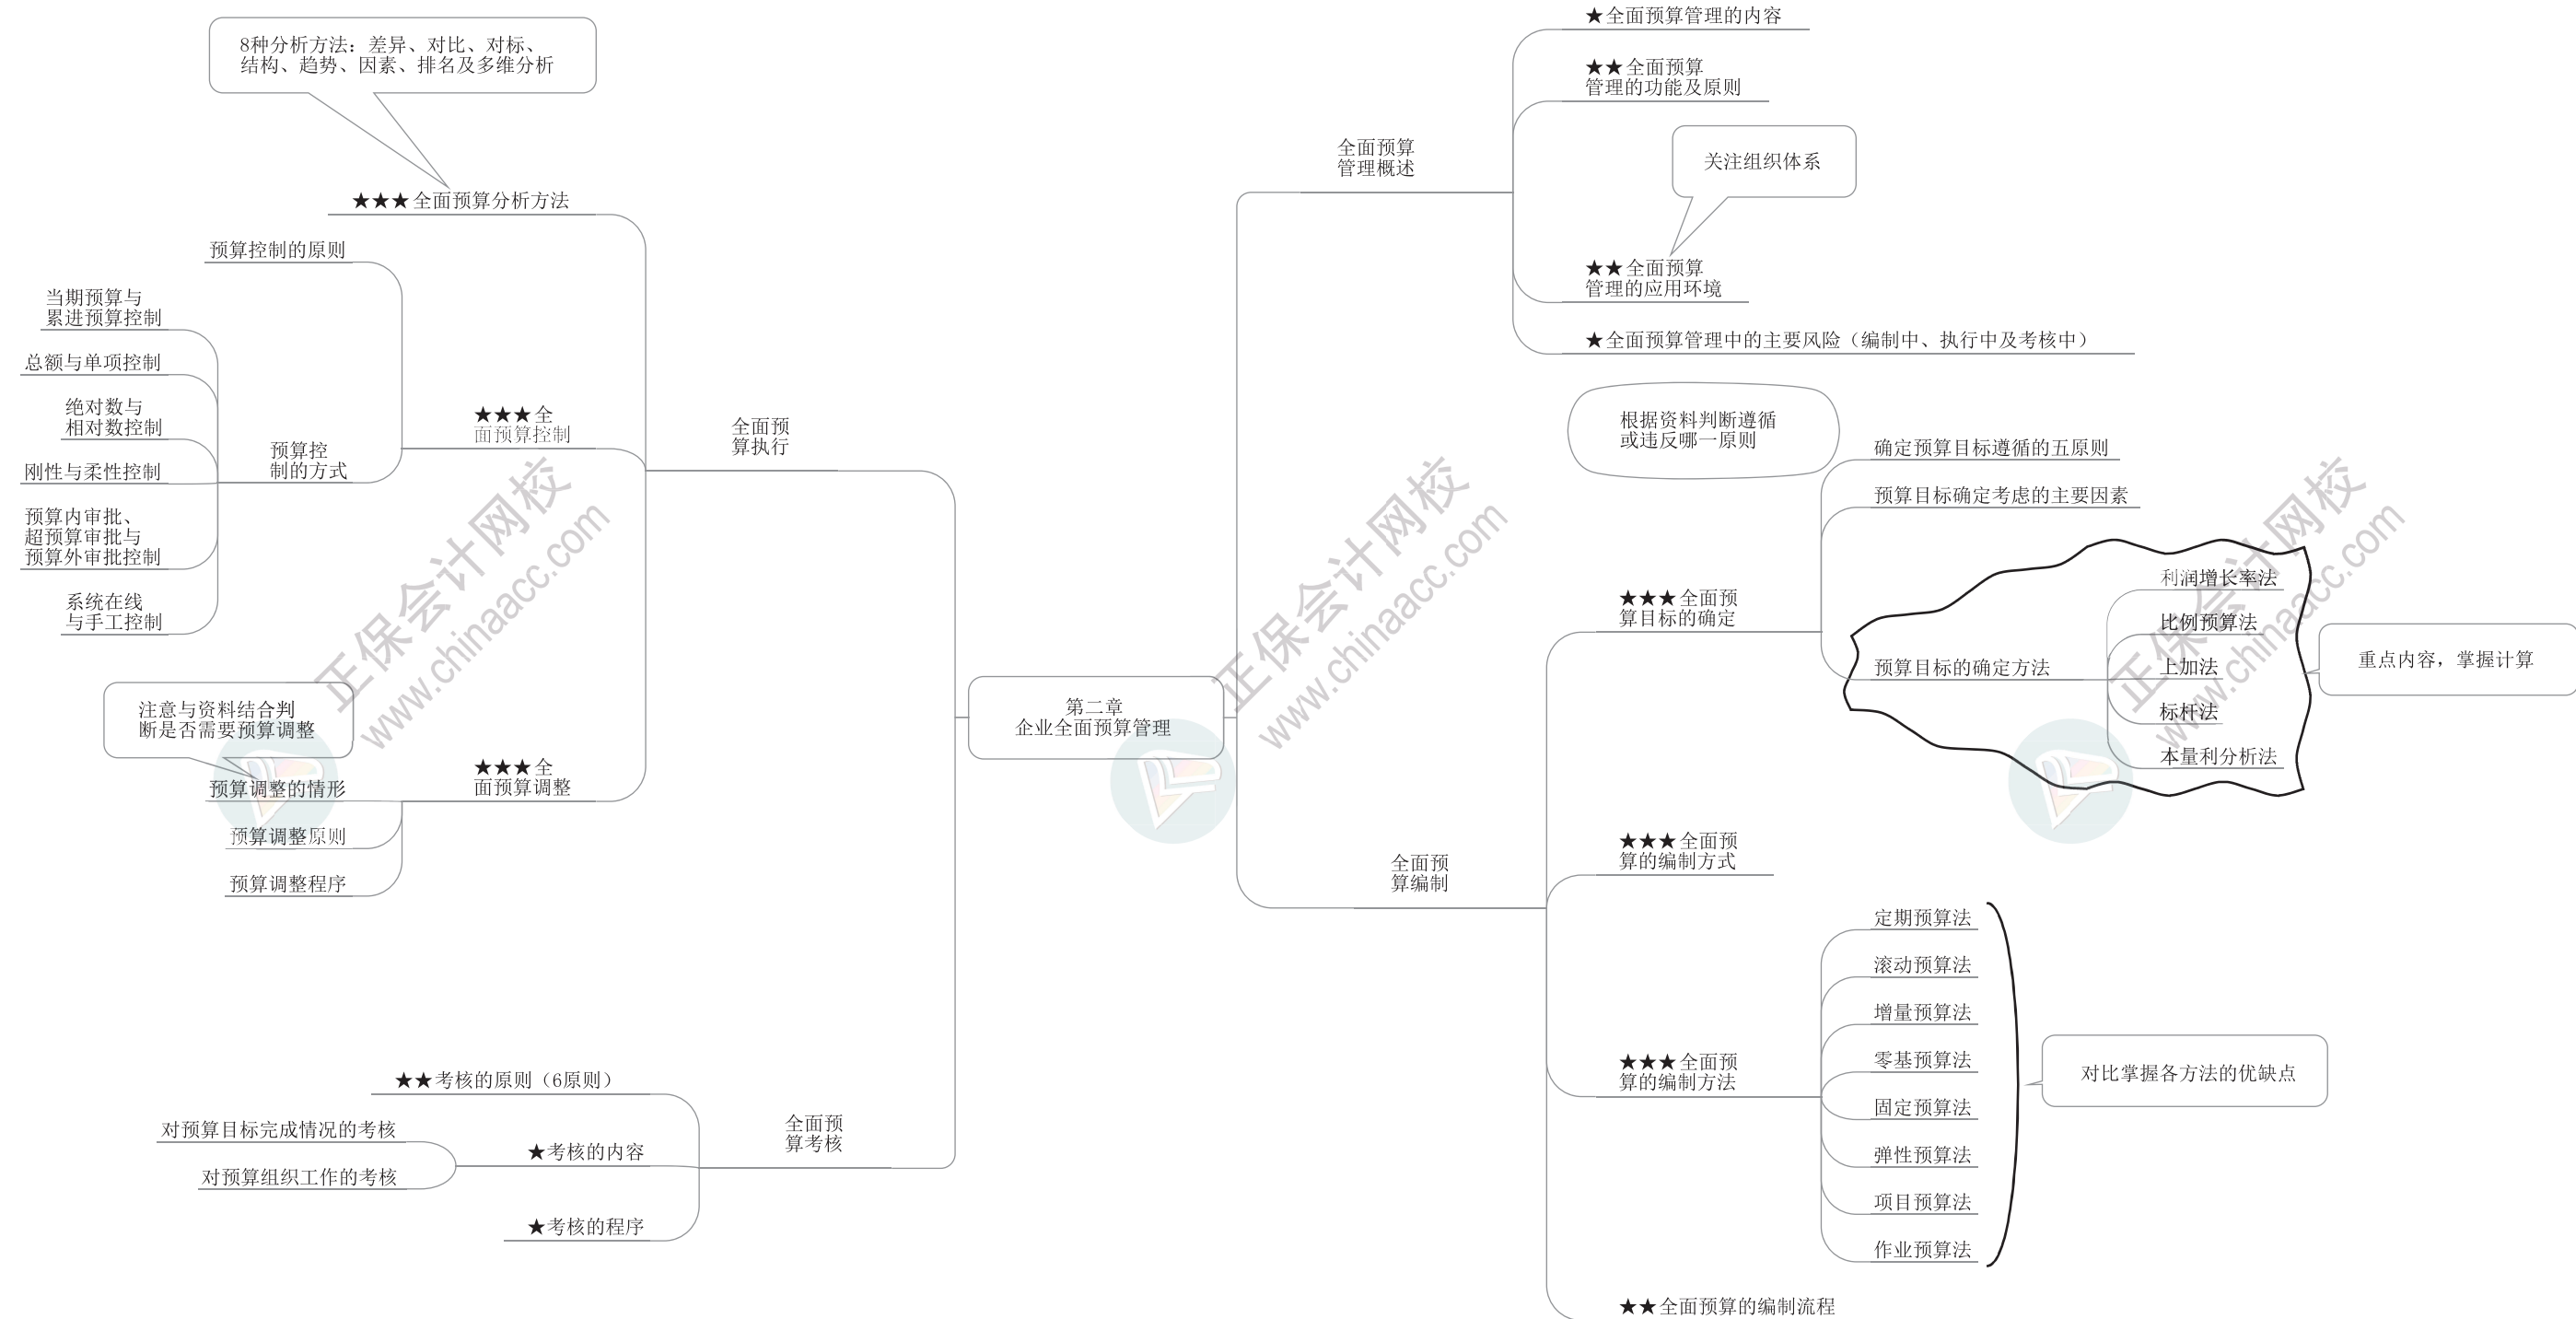 第二章
企业全面预算管理
全面预算
管理概述
★全面预算管理的内容
★★全面预算
管理的功能及原则
关注组织体系
★★全面预算
管理的应用环境
★全面预算管理中的主要风险（编制中、执行中及考核中）
全面预
算编制
★★★全面预
算目标的确定
根据资料判断遵循
或违反哪一原则
确定预算目标遵循的五原则
预算目标确定考虑的主要因素
预算目标的确定方法
利润增长率法
比例预算法
上加法
标杆法
本量利分析法
重点内容，掌握计算
★★★全面预
算的编制方式
★★★全面预
算的编制方法
定期预算法
滚动预算法
增量预算法
零基预算法
固定预算法
弹性预算法
项目预算法
作业预算法
对比掌握各方法的优缺点
★★全面预算的编制流程
全面预
算执行
8种分析方法：差异、对比、对标、
结构、趋势、因素、排名及多维分析
★★★全面预算分析方法
★★★全
面预算控制
预算控制的原则
预算控
制的方式
当期预算与
累进预算控制
总额与单项控制
绝对数与
相对数控制
刚性与柔性控制
预算内审批、
超预算审批与
预算外审批控制
系统在线
与手工控制
★★★全
面预算调整
注意与资料结合判
断是否需要预算调整
预算调整的情形
预算调整原则
预算调整程序
全面预
算考核
★★考核的原则（6原则）
★考核的内容
对预算目标完成情况的考核
对预算组织工作的考核
★考核的程序
正保会计网校
www.chinaacc.com
正保会计网校
www.chinaacc.com
正保会计网校
www.chinaacc.com